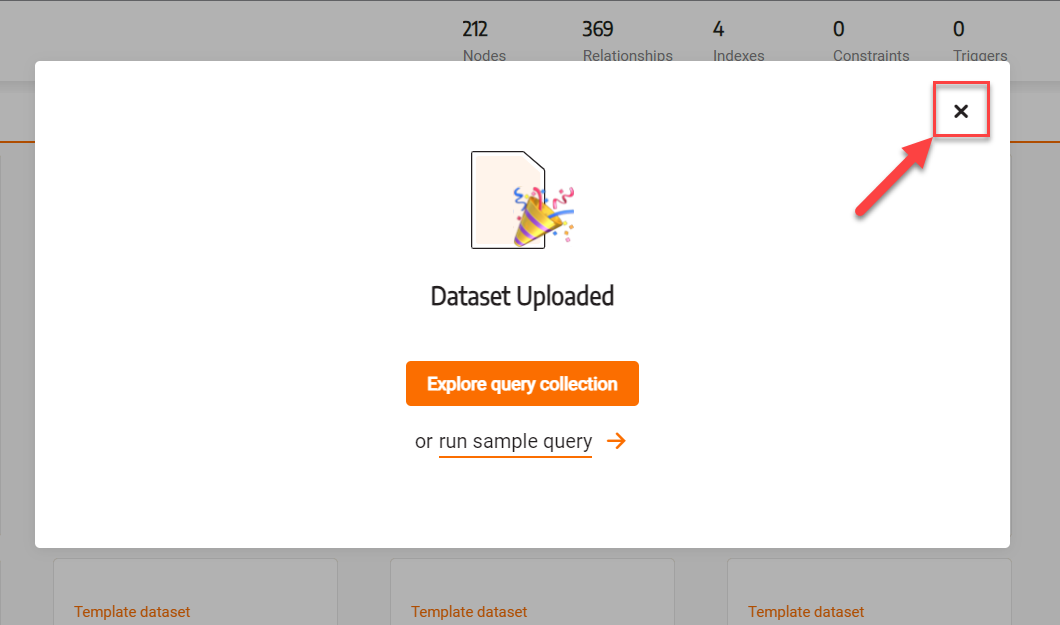 212 369 4 0 0
Nodes Relationships Indexes Constraints Triggers
Dataset Uploaded
Explore query collection
or run sample query
Template dataset Template dataset Template dataset